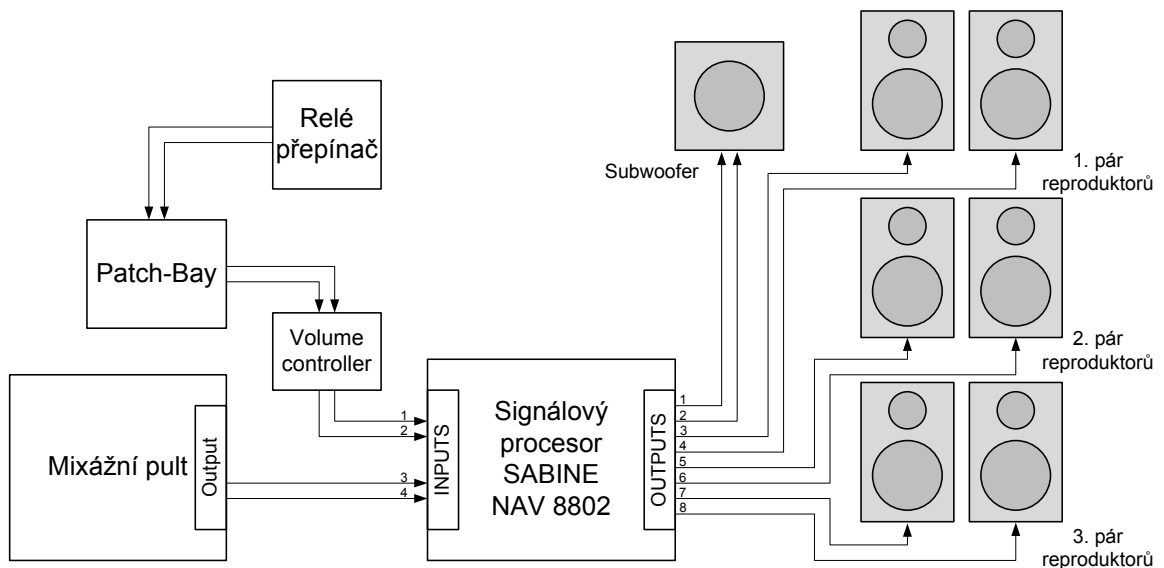 Relé
přepínač
Patch-Bay
Volume
controller
Mixážní pult
Output
1
2
3
4
INPUTS
Signálový
procesor
SABINE
NAV 8802
OUTPUTS
1
2
3
4
5
6
7
8
Subwoofer
1. pár
reproduktorů
2. pár
reproduktorů
3. pár
reproduktorů